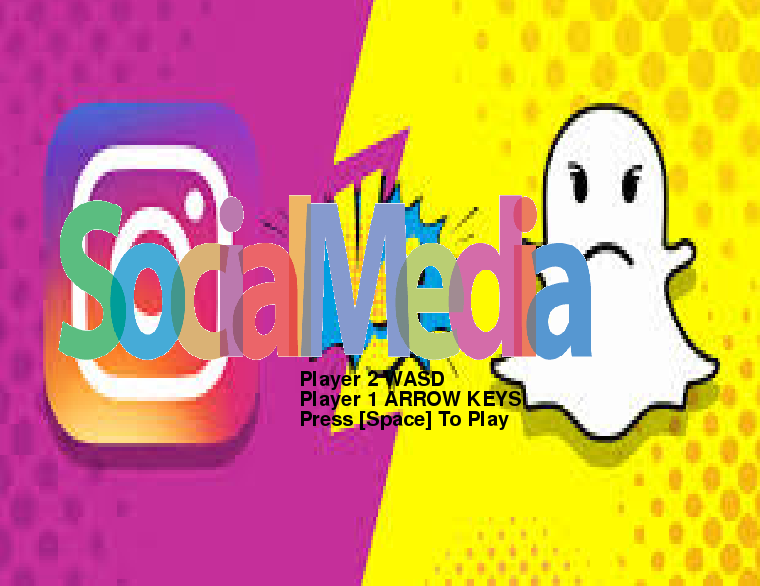 SocialMedia
Player 2 WASD
Player 1 ARROW KEYS
Press [Space] To Play